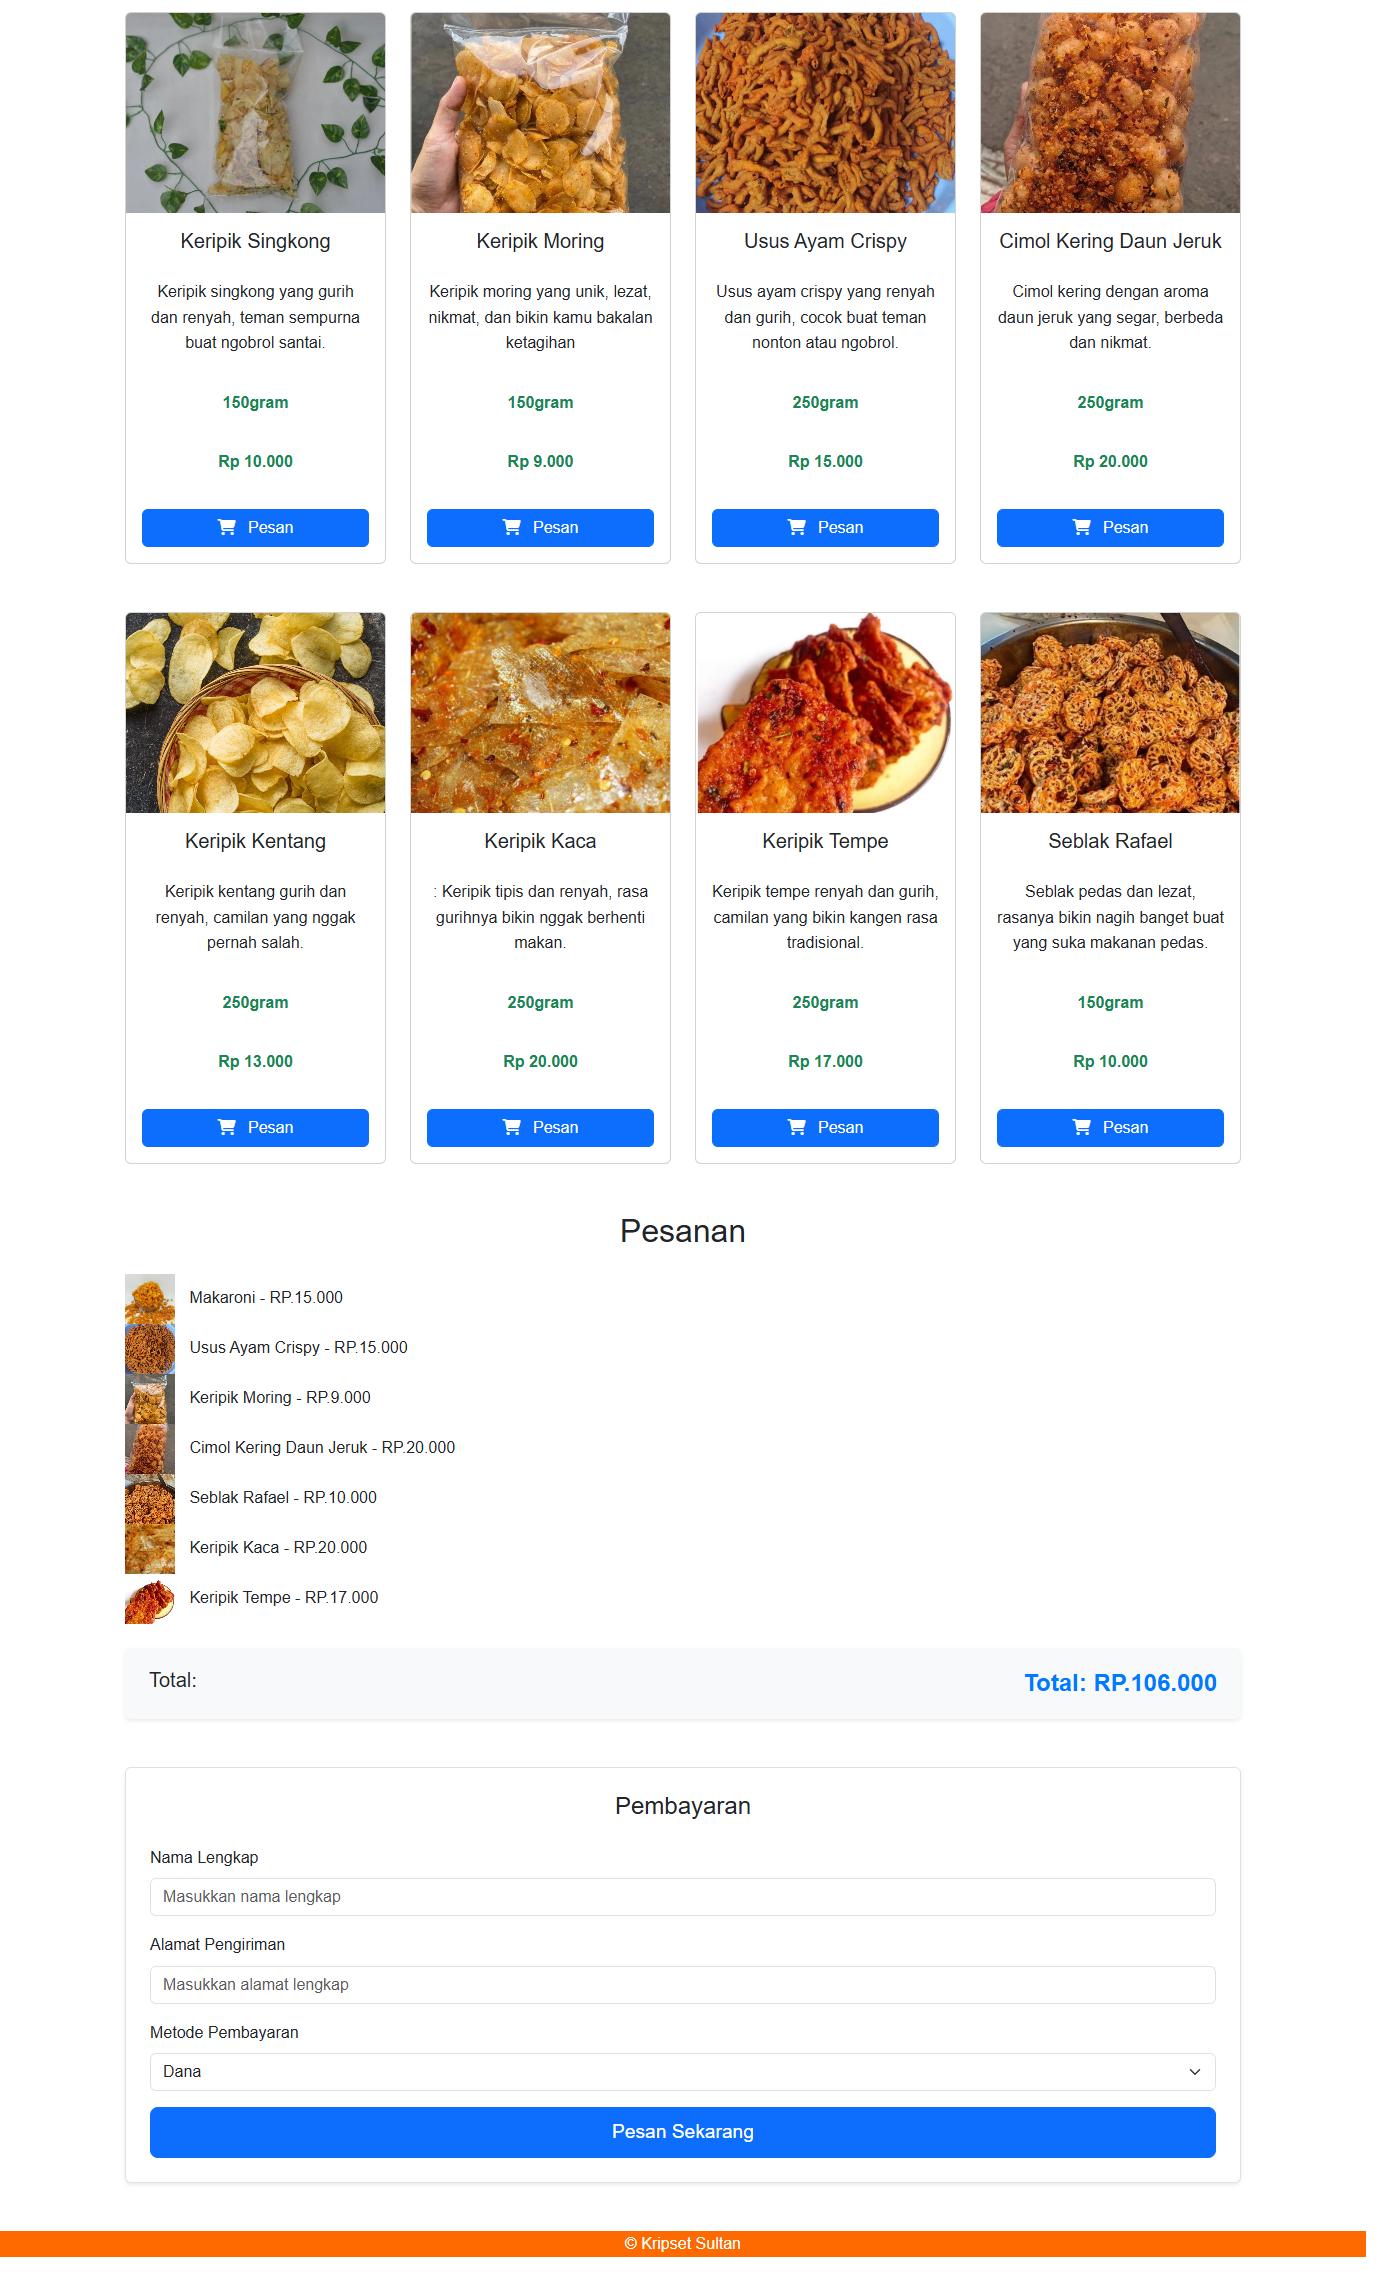 Keripik Singkong
Keripik singkong yang gurih
dan renyah, teman sempurna
buat ngobrol santai.
150gram
Rp 10.000
Pesan
Keripik Moring
Keripik moring yang unik, lezat,
nikmat, dan bikin kamu bakalan
ketagihan
150gram
Rp 9.000
Pesan
Usus Ayam Crispy
Usus ayam crispy yang renyah
dan gurih, cocok buat teman
nonton atau ngobrol.
250gram
Rp 15.000
Pesan
Cimol Kering Daun Jeruk
Cimol kering dengan aroma
daun jeruk yang segar, berbeda
dan nikmat.
250gram
Rp 20.000
Pesan
Keripik Kentang
Keripik kentang gurih dan
renyah, camilan yang nggak
pernah salah.
250gram
Rp 13.000
Pesan
Keripik Kaca
: Keripik tipis dan renyah, rasa
gurihnya bikin nggak berhenti
makan.
250gram
Rp 20.000
Pesan
Keripik Tempe
Keripik tempe renyah dan gurih,
camilan yang bikin kangen rasa
tradisional.
250gram
Rp 17.000
Pesan
Seblak Rafael
Seblak pedas dan lezat,
rasanya bikin nagih banget buat
yang suka makanan pedas.
150gram
Rp 10.000
Pesan
Pesanan
Makaroni - RP.15.000
Usus Ayam Crispy - RP.15.000
Keripik Moring - RP.9.000
Cimol Kering Daun Jeruk - RP.20.000
Seblak Rafael - RP.10.000
Keripik Kaca - RP.20.000
Keripik Tempe - RP.17.000
Total: Total: RP.106.000
Pembayaran
Nama Lengkap
Masukkan nama lengkap
Alamat Pengiriman
Masukkan alamat lengkap
Metode Pembayaran
Dana
Pesan Sekarang
© Kripset Sultan